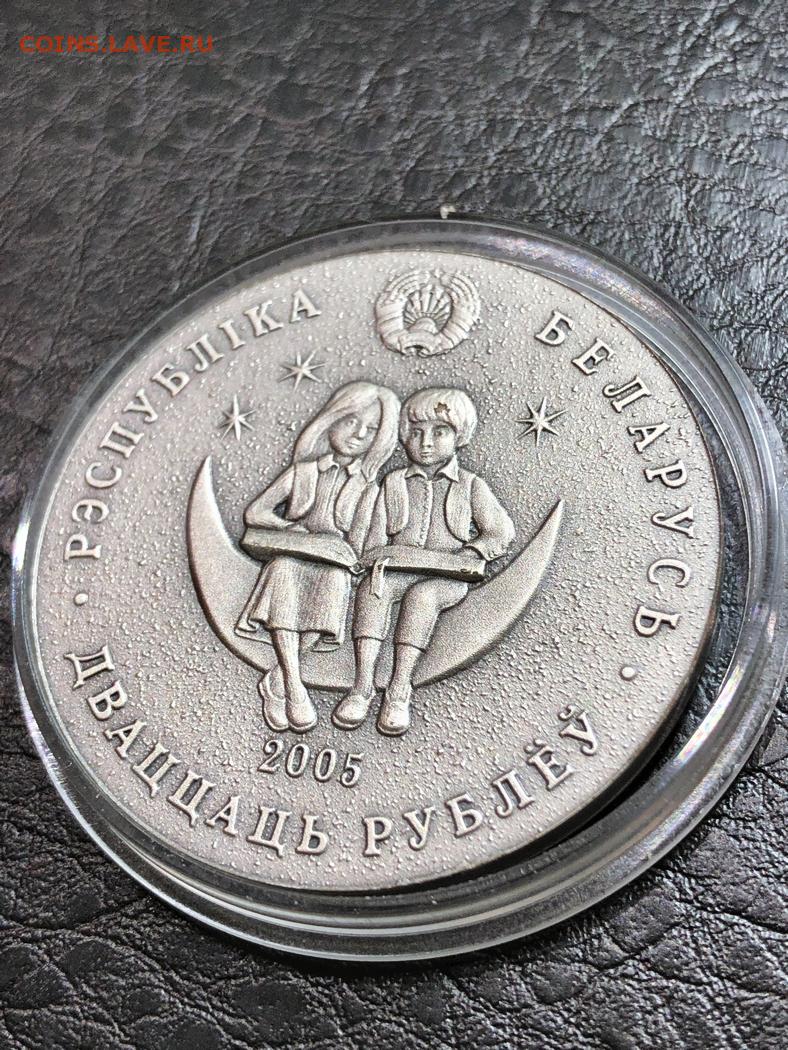 COINS.LAVE.RU
· РЭСПУБЛІКА БЕЛАРУСЬ ·
2005
ДВАЦЦАЦЬ РУБЛЁЎ